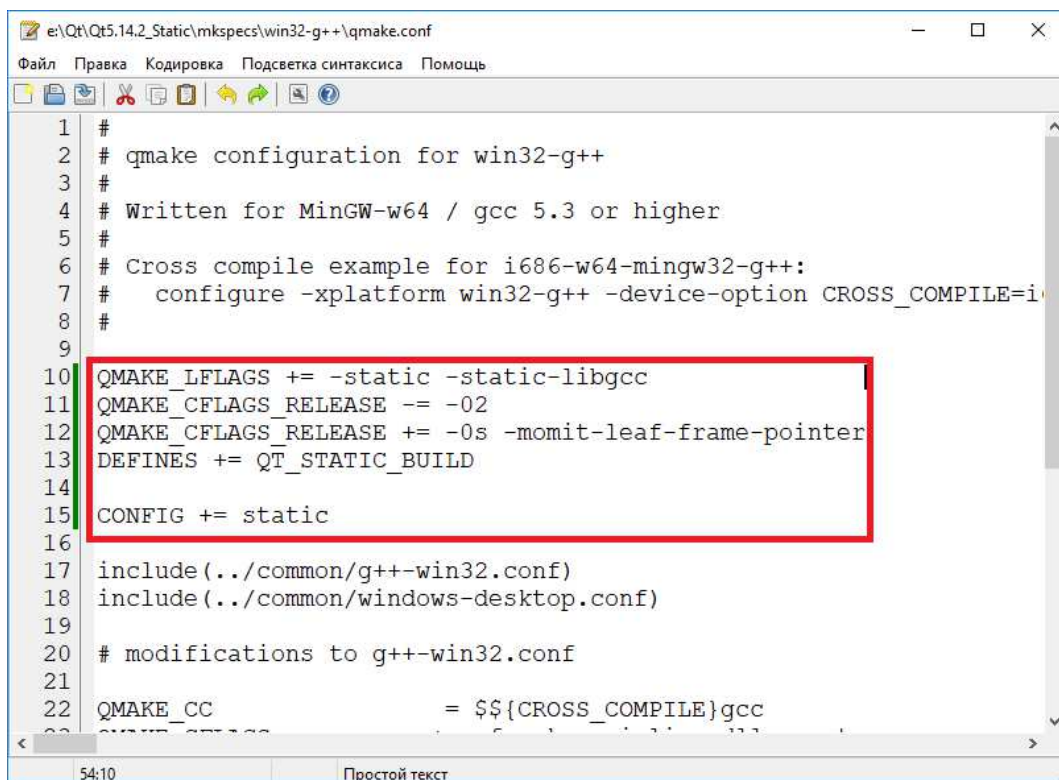 e:\Qt\Qt5.14.2_Static\mkspecs\win32-g++\qmake.conf
Файл Правка Кодировка Подсветка синтаксиса Помощь
1 #
2 # qmake configuration for win32-g++
3 #
4 # Written for MinGW-w64 / gcc 5.3 or higher
5 #
6 # Cross compile example for i686-w64-mingw32-g++:
7 #   configure -xplatform win32-g++ -device-option CROSS_COMPILE=i
8 #
9
10 QMAKE_LFLAGS += -static -static-libgcc
11 QMAKE_CFLAGS_RELEASE -= -02
12 QMAKE_CFLAGS_RELEASE += -0s -momit-leaf-frame-pointer
13 DEFINES += QT_STATIC_BUILD
14
15 CONFIG += static
16
17 include(../common/g++-win32.conf)
18 include(../common/windows-desktop.conf)
19
20 # modifications to g++-win32.conf
21
22 QMAKE_CC = $${CROSS_COMPILE}gcc
54:10 Простой текст